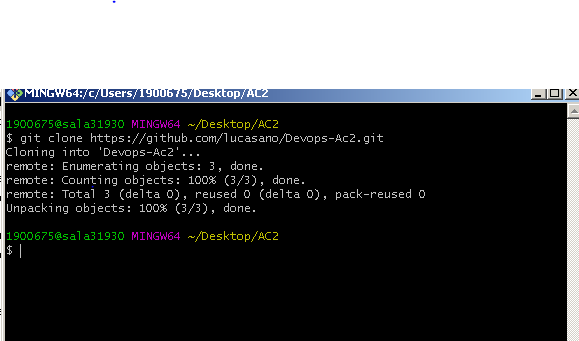 MINGW64:/c/Users/1900675/Desktop/AC2
1900675@sala31930 MINGW64 ~/Desktop/AC2
$ git clone https://github.com/lucasano/Devops-Ac2.git
Cloning into 'Devops-Ac2'...
remote: Enumerating objects: 3, done.
remote: Counting objects: 100% (3/3), done.
remote: Total 3 (delta 0), reused 0 (delta 0), pack-reused 0
Unpacking objects: 100% (3/3), done.
1900675@sala31930 MINGW64 ~/Desktop/AC2
$